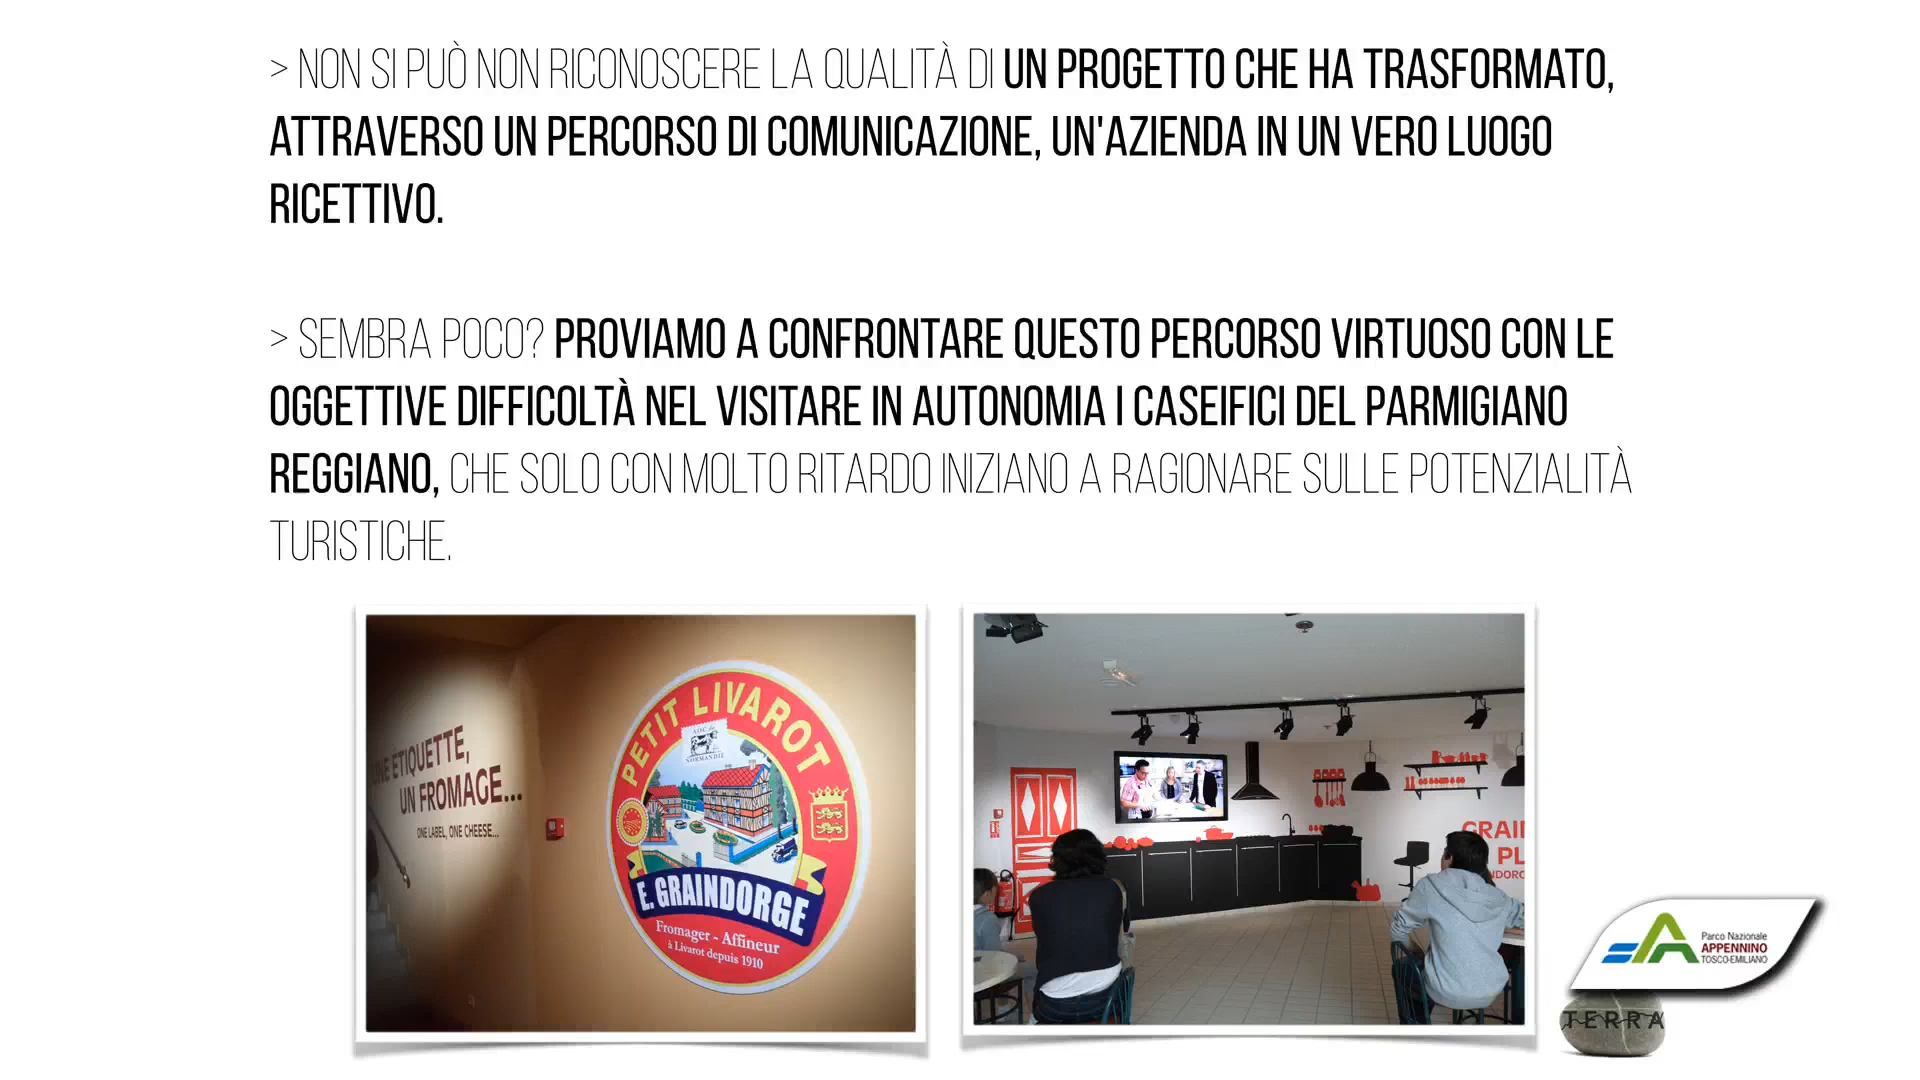 > NON SI PUÒ NON RICONOSCERE LA QUALITÀ DI UN PROGETTO CHE HA TRASFORMATO,
ATTRAVERSO UN PERCORSO DI COMUNICAZIONE, UN'AZIENDA IN UN VERO LUOGO
RICETTIVO.
> SEMBRA POCO? PROVIAMO A CONFRONTARE QUESTO PERCORSO VIRTUOSO CON LE
OGGETTIVE DIFFICOLTÀ NEL VISITARE IN AUTONOMIA I CASEIFICI DEL PARMIGIANO
REGGIANO, CHE SOLO CON MOLTO RITARDO INIZIANO A RAGIONARE SULLE POTENZIALITÀ
TURISTICHE.
UNE ÉTIQUETTE,
UN FROMAGE...
ONE LABEL, ONE CHEESE...
PETIT LIVAROT
AOC
NORMANDIE
E. GRAINDORGE
Fromager - Affineur
à Livarot depuis 1910
GRAI
PL
Parco Nazionale
APPENNINO
TOSCO-EMILIANO
TERRA